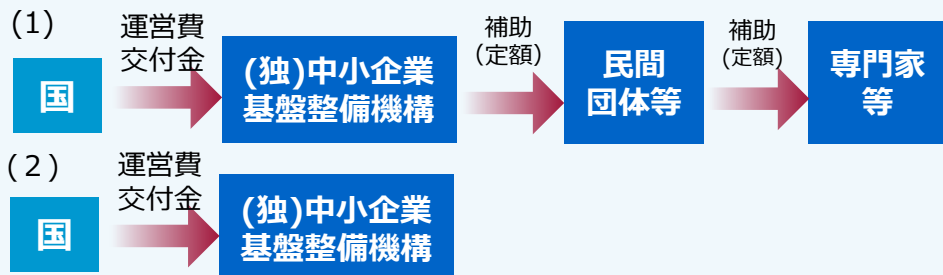 (1)
運営費
交付金
国
(独)中小企業
基盤整備機構
補助
(定額)
民間
団体等
補助
(定額)
専門家
等
(２)
運営費
交付金
国
(独)中小企業
基盤整備機構